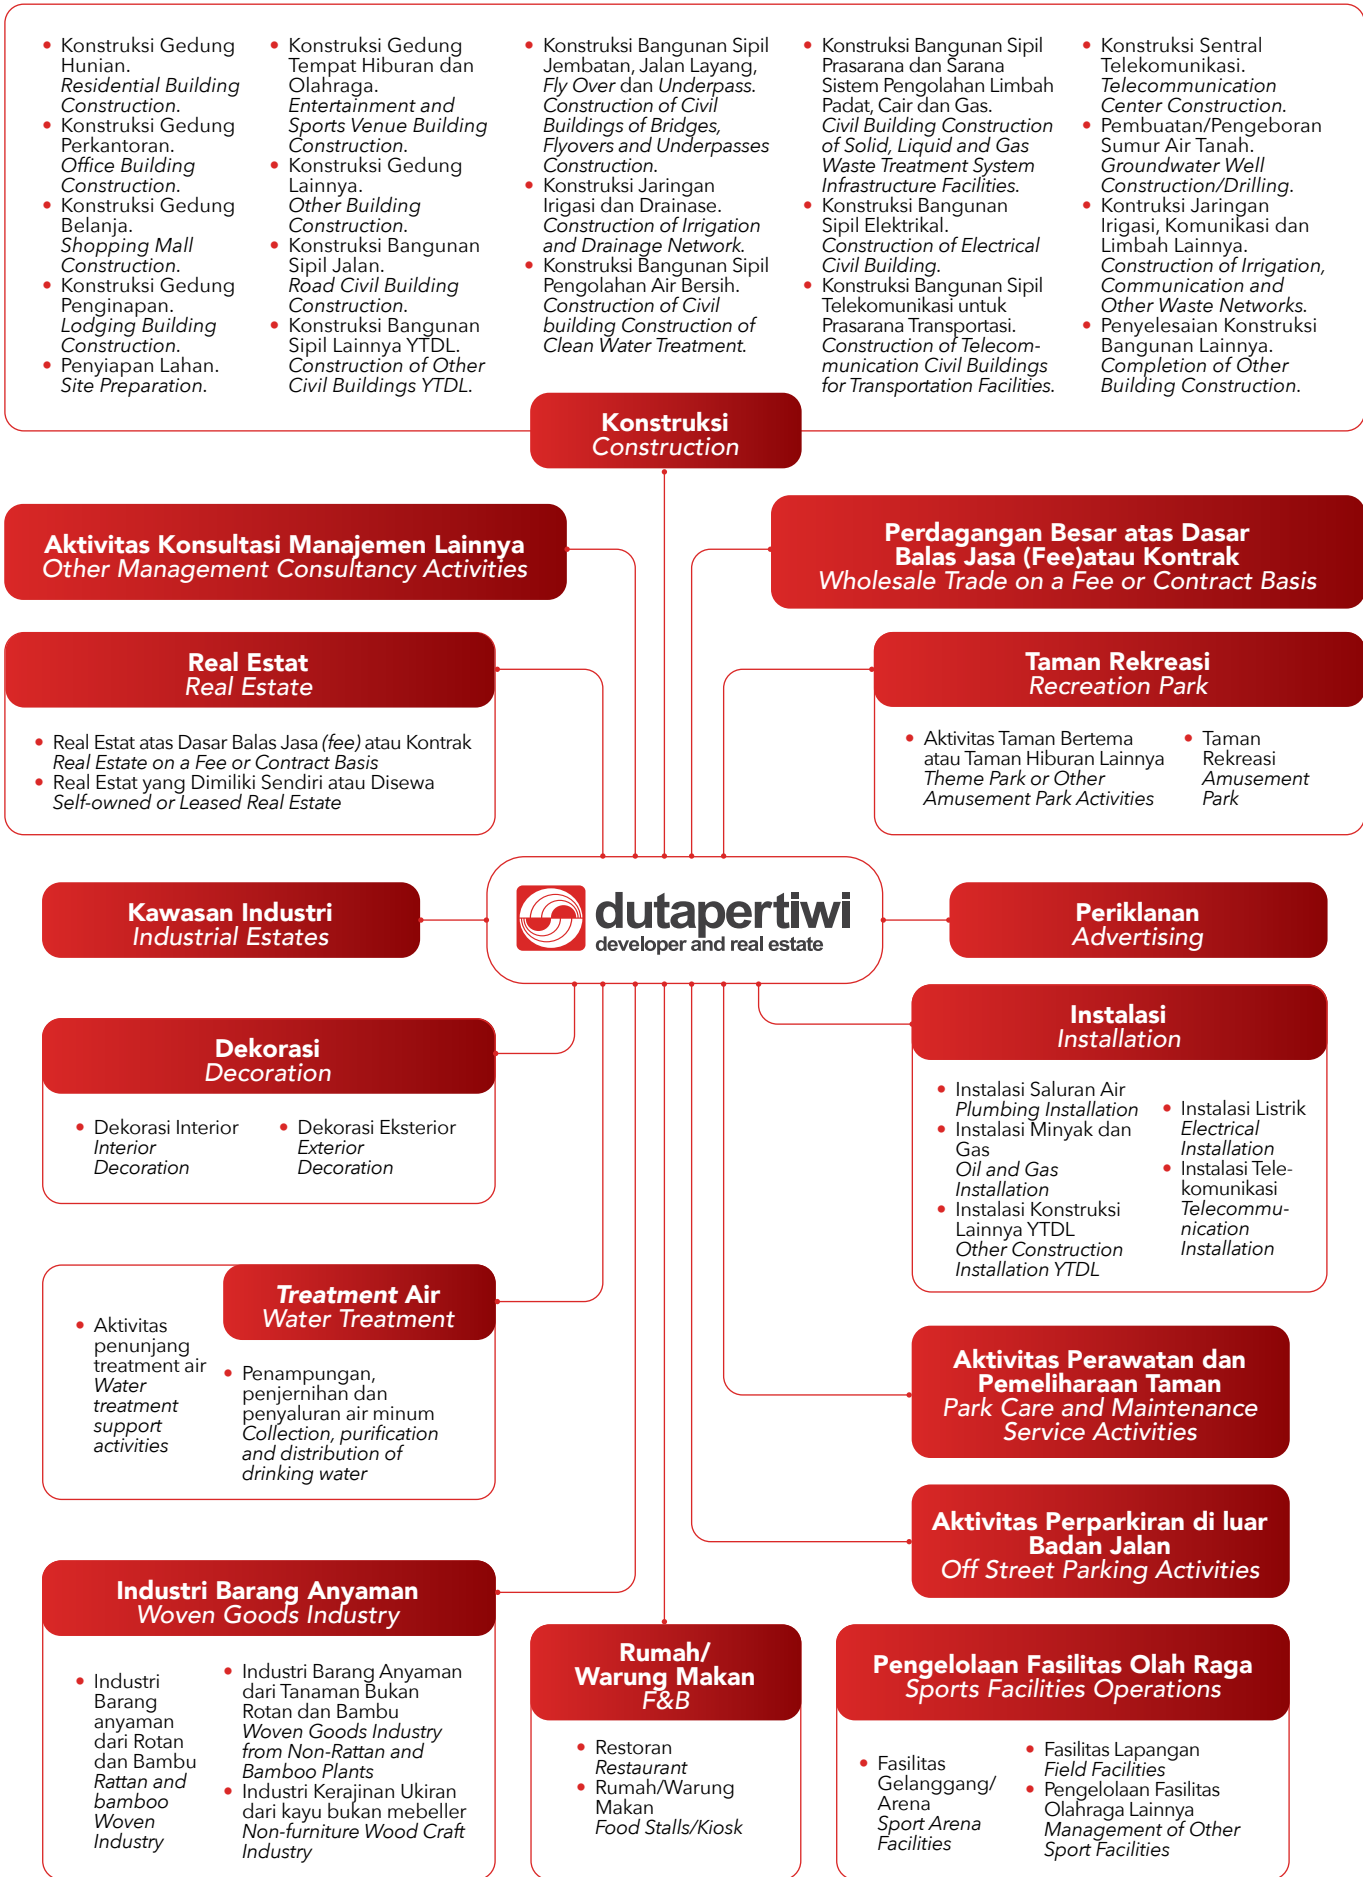 Konstruksi Gedung
Hunian.
Residential Building
Construction.
Konstruksi Gedung
Perkantoran.
Office Building
Construction.
Konstruksi Gedung
Belanja.
Shopping Mall
Construction.
Konstruksi Gedung
Penginapan.
Lodging Building
Construction.
Penyiapan Lahan.
Site Preparation.
Konstruksi Gedung
Tempat Hiburan dan
Olahraga.
Entertainment and
Sports Venue Building
Construction.
Konstruksi Gedung
Lainnya.
Other Building
Construction.
Konstruksi Bangunan
Sipil Jalan.
Road Civil Building
Construction.
Konstruksi Bangunan
Sipil Lainnya YTDL.
Construction of Other
Civil Buildings YTDL.
Konstruksi Bangunan Sipil
Jembatan, Jalan Layang,
Fly Over dan Underpass.
Construction of Civil
Buildings of Bridges,
Flyovers and Underpasses
Construction.
Konstruksi Jaringan
Irigasi dan Drainase.
Construction of Irrigation
and Drainage Network.
Konstruksi Bangunan Sipil
Pengolahan Air Bersih.
Construction of Civil
building Construction of
Clean Water Treatment.
Konstruksi Bangunan Sipil
Prasarana dan Sarana
Sistem Pengolahan Limbah
Padat, Cair dan Gas.
Civil Building Construction
of Solid, Liquid and Gas
Waste Treatment System
Infrastructure Facilities.
Konstruksi Bangunan
Sipil Elektrikal.
Construction of Electrical
Civil Building.
Konstruksi Bangunan Sipil
Telekomunikasi untuk
Prasarana Transportasi.
Construction of Telecom-
munication Civil Buildings
for Transportation Facilities.
Konstruksi Sentral
Telekomunikasi.
Telecommunication
Center Construction.
Pembuatan/Pengeboran
Sumur Air Tanah.
Groundwater Well
Construction/Drilling.
Kontruksi Jaringan
Irigasi, Komunikasi dan
Limbah Lainnya.
Construction of Irrigation,
Communication and
Other Waste Networks.
Penyelesaian Konstruksi
Bangunan Lainnya.
Completion of Other
Building Construction.
Konstruksi
Construction
Aktivitas Konsultasi Manajemen Lainnya
Other Management Consultancy Activities
Perdagangan Besar atas Dasar
Balas Jasa (Fee)atau Kontrak
Wholesale Trade on a Fee or Contract Basis
Real Estat
Real Estate
Real Estat atas Dasar Balas Jasa (fee) atau Kontrak
Real Estate on a Fee or Contract Basis
Real Estat yang Dimiliki Sendiri atau Disewa
Self-owned or Leased Real Estate
Taman Rekreasi
Recreation Park
Aktivitas Taman Bertema
atau Taman Hiburan Lainnya
Theme Park or Other
Amusement Park Activities
Taman
Rekreasi
Amusement
Park
Kawasan Industri
Industrial Estates
dutapertiwi
developer and real estate
Periklanan
Advertising
Dekorasi
Decoration
Dekorasi Interior
Interior
Decoration
Dekorasi Eksterior
Exterior
Decoration
Instalasi
Installation
Instalasi Saluran Air
Plumbing Installation
Instalasi Minyak dan
Gas
Oil and Gas
Installation
Instalasi Konstruksi
Lainnya YTDL
Other Construction
Installation YTDL
Instalasi Listrik
Electrical
Installation
Instalasi Tele-
komunikasi
Telecommu-
nication
Installation
Treatment Air
Water Treatment
Aktivitas
penunjang
treatment air
Water
treatment
support
activities
Penampungan,
penjernihan dan
penyaluran air minum
Collection, purification
and distribution of
drinking water
Aktivitas Perawatan dan
Pemeliharaan Taman
Park Care and Maintenance
Service Activities
Aktivitas Perparkiran di luar
Badan Jalan
Off Street Parking Activities
Industri Barang Anyaman
Woven Goods Industry
Industri
Barang
anyaman
dari Rotan
dan Bambu
Rattan and
bamboo
Woven
Industry
Industri Barang Anyaman
dari Tanaman Bukan
Rotan dan Bambu
Woven Goods Industry
from Non-Rattan and
Bamboo Plants
Industri Kerajinan Ukiran
dari kayu bukan mebeller
Non-furniture Wood Craft
Industry
Rumah/
Warung Makan
F&B
Restoran
Restaurant
Rumah/Warung
Makan
Food Stalls/Kiosk
Pengelolaan Fasilitas Olah Raga
Sports Facilities Operations
Fasilitas
Gelanggang/
Arena
Sport Arena
Facilities
Fasilitas Lapangan
Field Facilities
Pengelolaan Fasilitas
Olahraga Lainnya
Management of Other
Sport Facilities